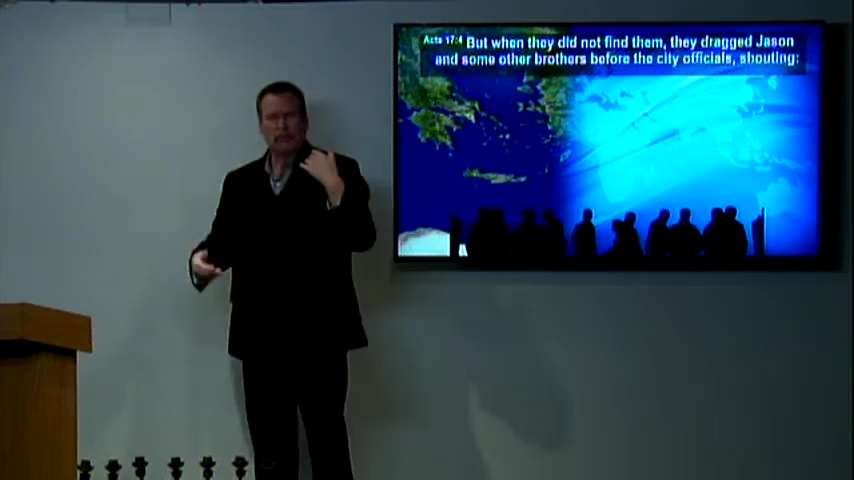 Acts 17:4 But when they did not find them, they dragged Jason
and some other brothers before the city officials, shouting: